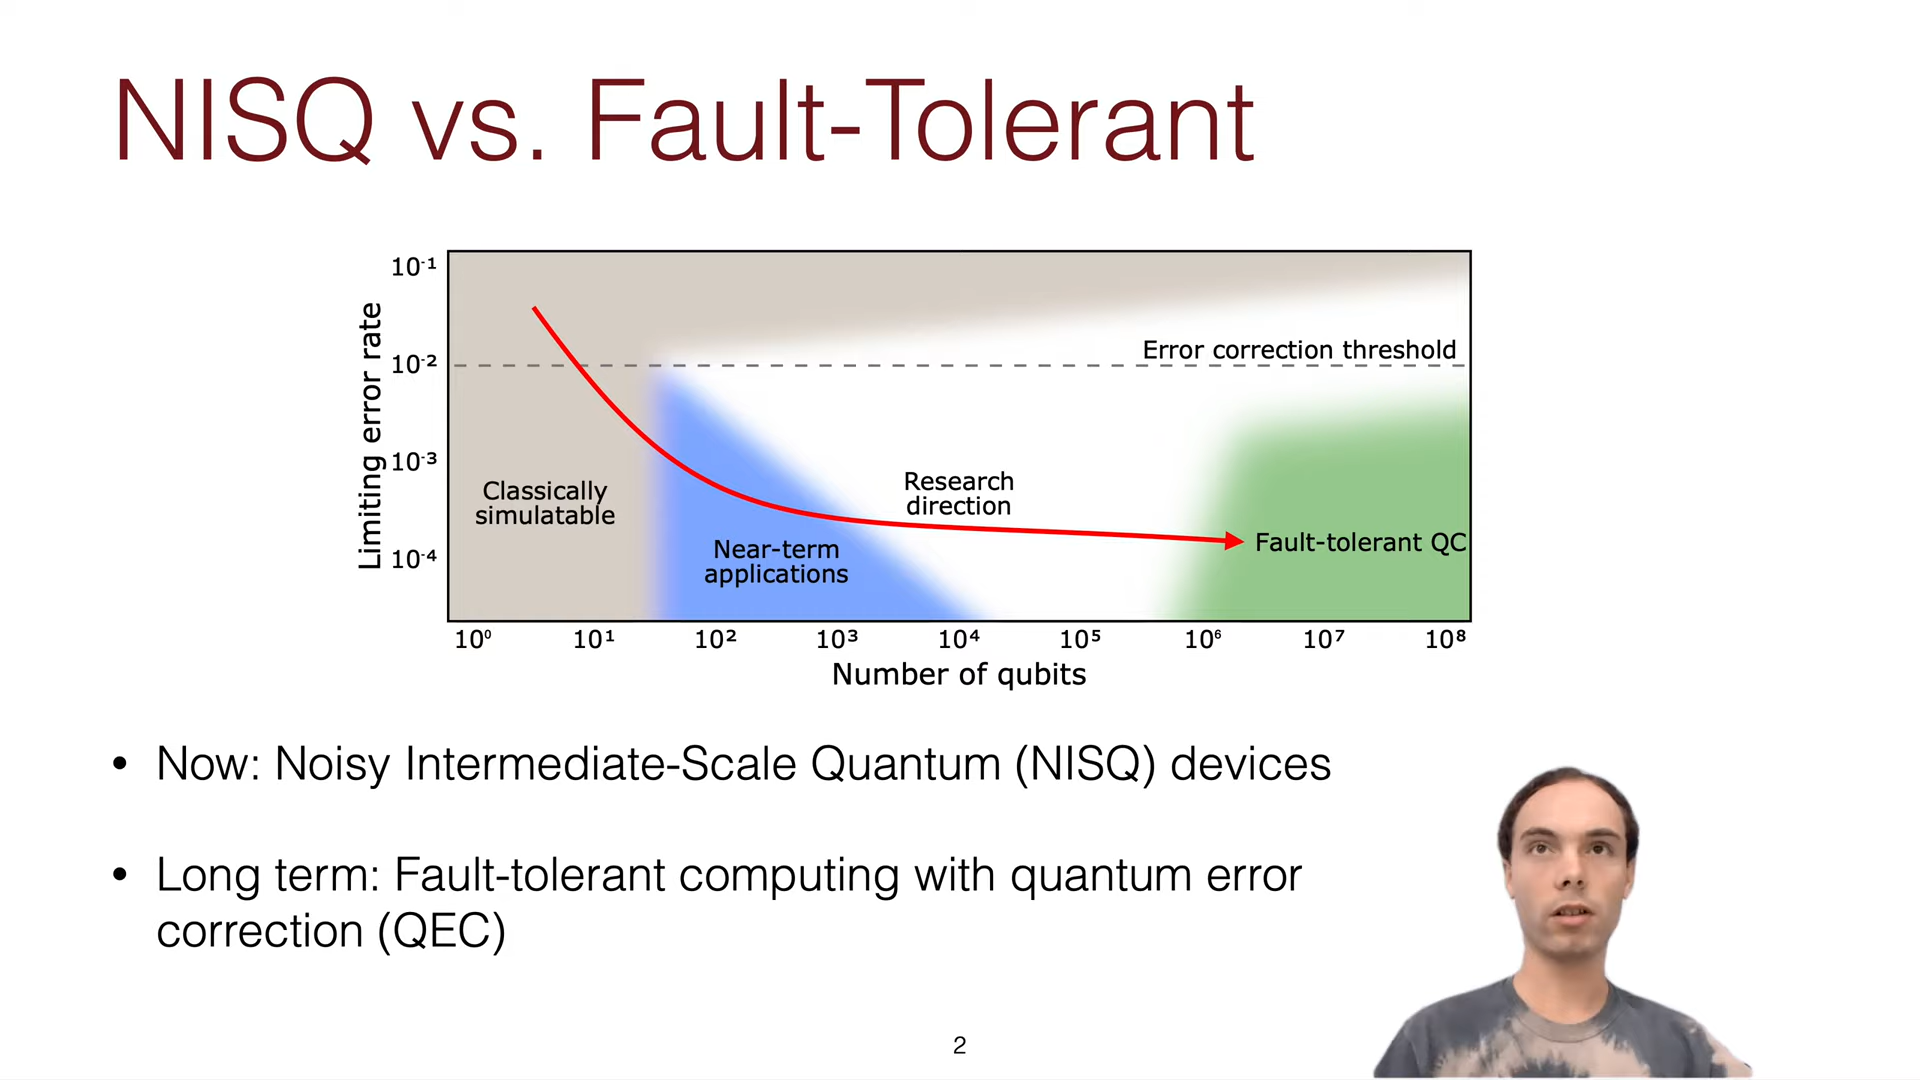 NISQ vs. Fault-Tolerant
Limiting error rate
10⁻¹
10⁻²
10⁻³
10⁻⁴
Error correction threshold
Classically
simulatable
Near-term
applications
Research
direction
Fault-tolerant QC
10⁰ 10¹ 10² 10³ 10⁴ 10⁵ 10⁶ 10⁷ 10⁸
Number of qubits
• Now: Noisy Intermediate-Scale Quantum (NISQ) devices
• Long term: Fault-tolerant computing with quantum error
correction (QEC)
2